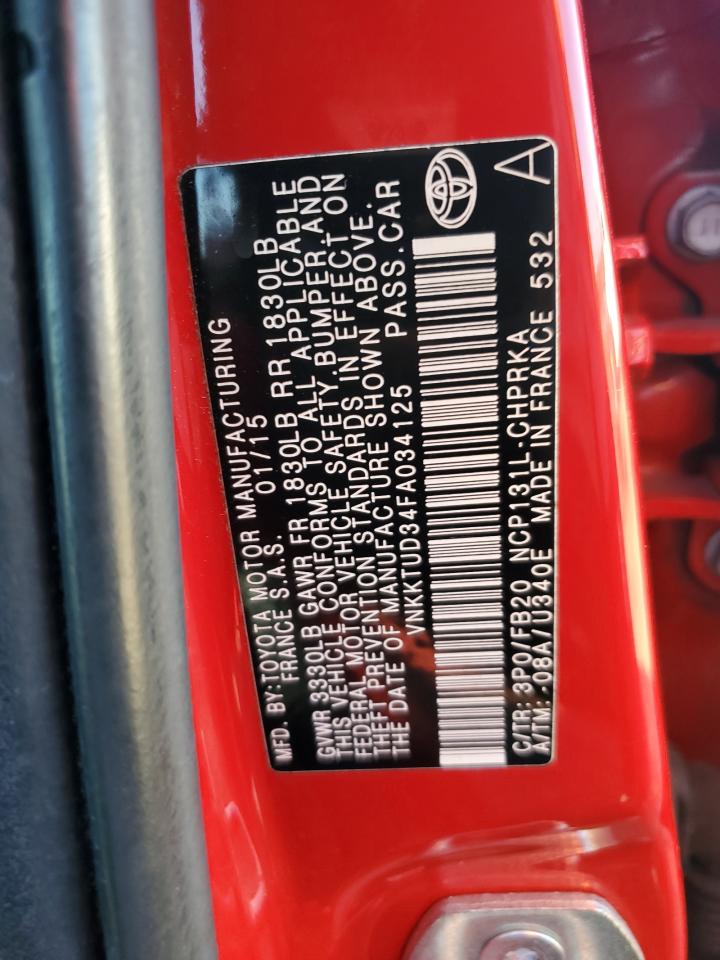 MFD. BY: TOYOTA MOTOR MANUFACTURING
FRANCE S.A.S. 01/15
GVWR 3330LB GAWR FR 1830LB RR 1830LB
THIS VEHICLE CONFORMS TO ALL APPLICABLE
FEDERAL MOTOR VEHICLE SAFETY, BUMPER, AND
THEFT PREVENTION STANDARDS IN EFFECT ON
THE DATE OF MANUFACTURE SHOWN ABOVE.
VNKKTUD34FA034125 PASS.CAR
C/TR: 3P0/FB20 NCP131L-CHPRKA
A/TM: -08A/U340E MADE IN FRANCE 532
A